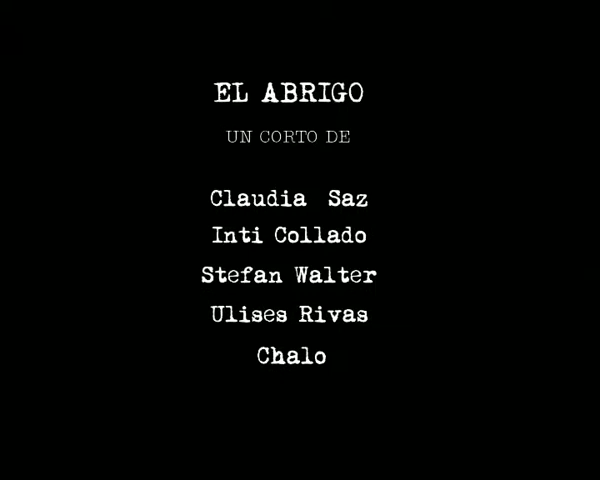 EL ABRIGO
UN CORTO DE
Claudia Saz
Inti Collado
Stefan Walter
Ulises Rivas
Chalo